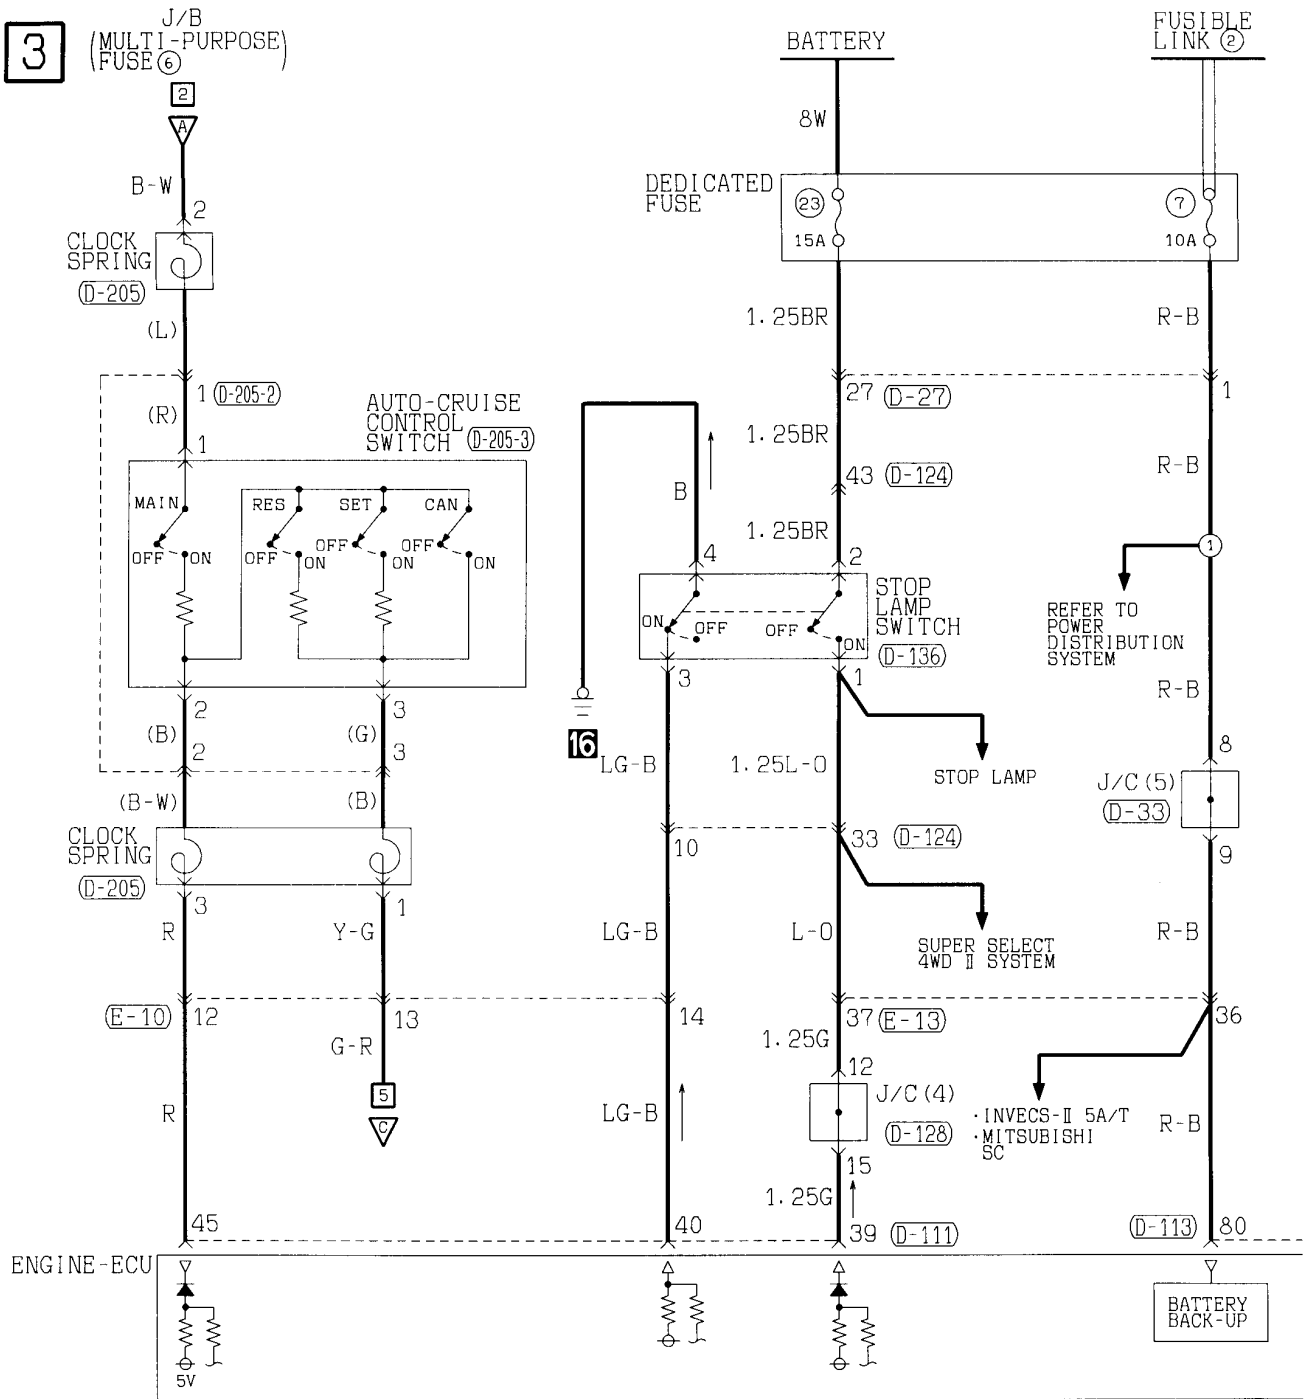 3
J/B
(MULTI-PURPOSE)
FUSE ⑥
2
A
BATTERY
FUSIBLE
LINK ②
8W
B-W
2
DEDICATED
FUSE
23
15A
7
10A
CLOCK
SPRING
(D-205)
(L)
1.25BR
R-B
1 (D-205-2)
27 (D-27)
1
(R)
1
AUTO-CRUISE
CONTROL
SWITCH (D-205-3)
1.25BR
43 (D-124)
R-B
B
MAIN
RES
SET
CAN
OFF
ON
OFF
ON
OFF
ON
OFF
ON
1.25BR
4
2
1
STOP
LAMP
SWITCH
(D-136)
ON
OFF
OFF
ON
REFER TO
POWER
DISTRIBUTION
SYSTEM
3
1
R-B
2
3
(B)
(G)
2
3
16
LG-B
1.25L-O
STOP LAMP
8
J/C (5)
(D-33)
9
(B-W)
(B)
CLOCK
SPRING
(D-205)
10
33 (D-124)
3
1
R
Y-G
LG-B
L-O
SUPER SELECT
4WD Ⅱ SYSTEM
R-B
(E-10) 12
13
14
37 (E-13)
36
G-R
1.25G
12
5
C
R
LG-B
J/C (4)
(D-128)
· INVECS-Ⅱ 5A/T
· MITSUBISHI
SC
R-B
15
1.25G
45
40
39 (D-111)
(D-113) 80
ENGINE-ECU
5V
BATTERY
BACK-UP